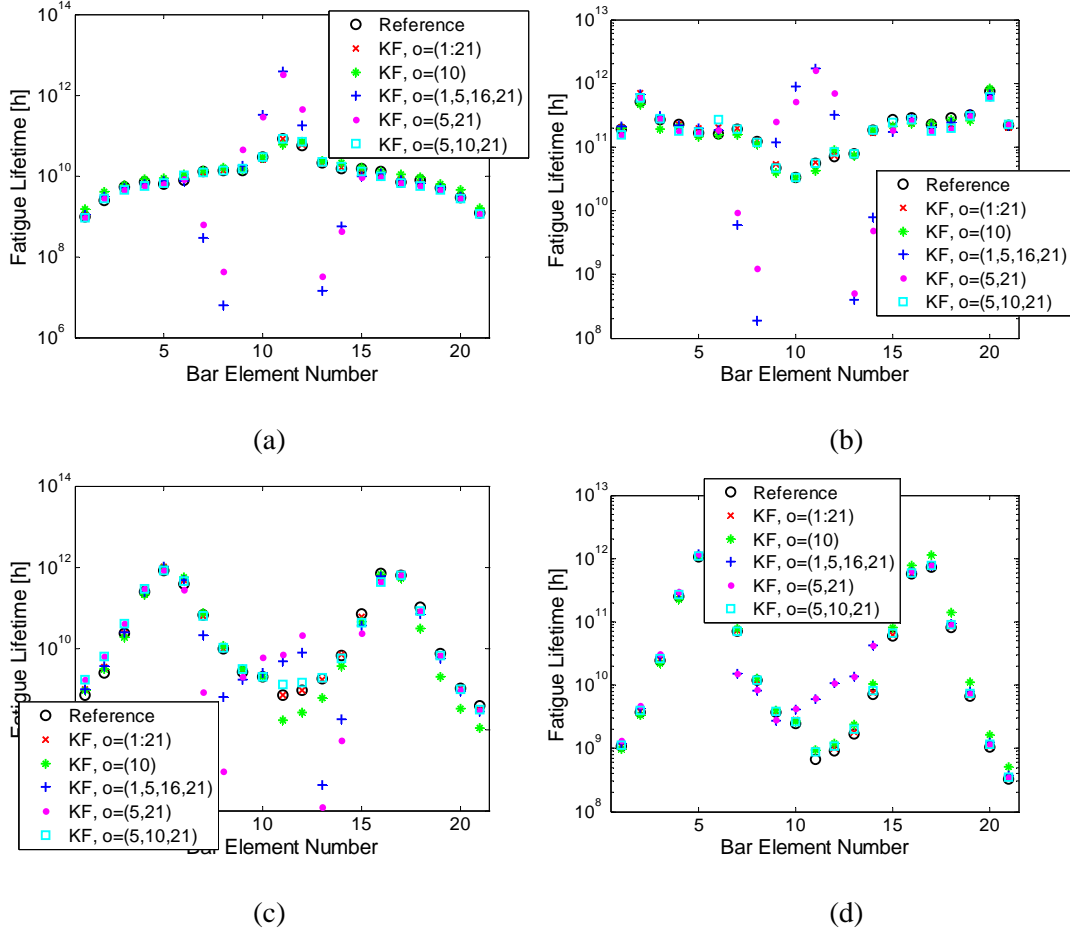 10^14
10^12
10^10
10^8
10^6
Fatigue Lifetime [h]
5 10 15 20
Bar Element Number
Reference
KF, o=(1:21)
KF, o=(10)
KF, o=(1,5,16,21)
KF, o=(5,21)
KF, o=(5,10,21)
(a)
10^13
10^12
10^11
10^10
10^9
10^8
Fatigue Lifetime [h]
5 10 15 20
Bar Element Number
Reference
KF, o=(1:21)
KF, o=(10)
KF, o=(1,5,16,21)
KF, o=(5,21)
KF, o=(5,10,21)
(b)
10^14
10^12
10^10
Fatigue Lifetime [h]
10 15 20
Bar Element Number
Reference
KF, o=(1:21)
KF, o=(10)
KF, o=(1,5,16,21)
KF, o=(5,21)
KF, o=(5,10,21)
(c)
10^13
10^12
10^11
10^10
10^9
10^8
Fatigue Lifetime [h]
5 10 15 20
Bar Element Number
Reference
KF, o=(1:21)
KF, o=(10)
KF, o=(1,5,16,21)
KF, o=(5,21)
KF, o=(5,10,21)
(d)